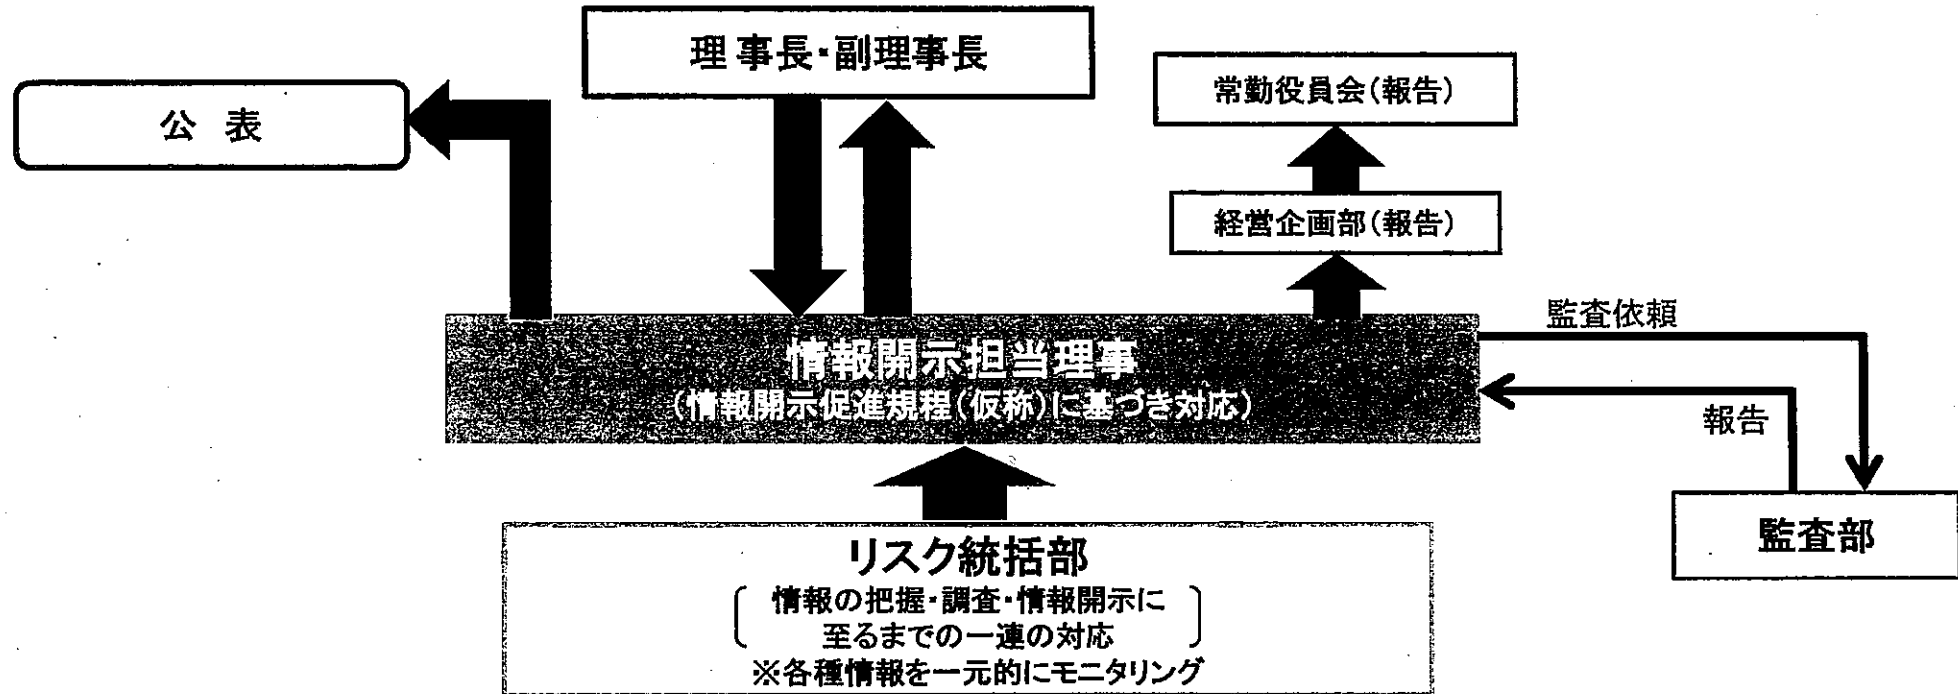 理事長・副理事長
常勤役員会(報告)
公 表
経営企画部(報告)
監査依頼
情報開示担当理事
(情報開示促進規程(仮称)に基づき対応)
報告
監査部
リスク統括部
情報の把握・調査・情報開示に
至るまでの一連の対応
※各種情報を一元的にモニタリング